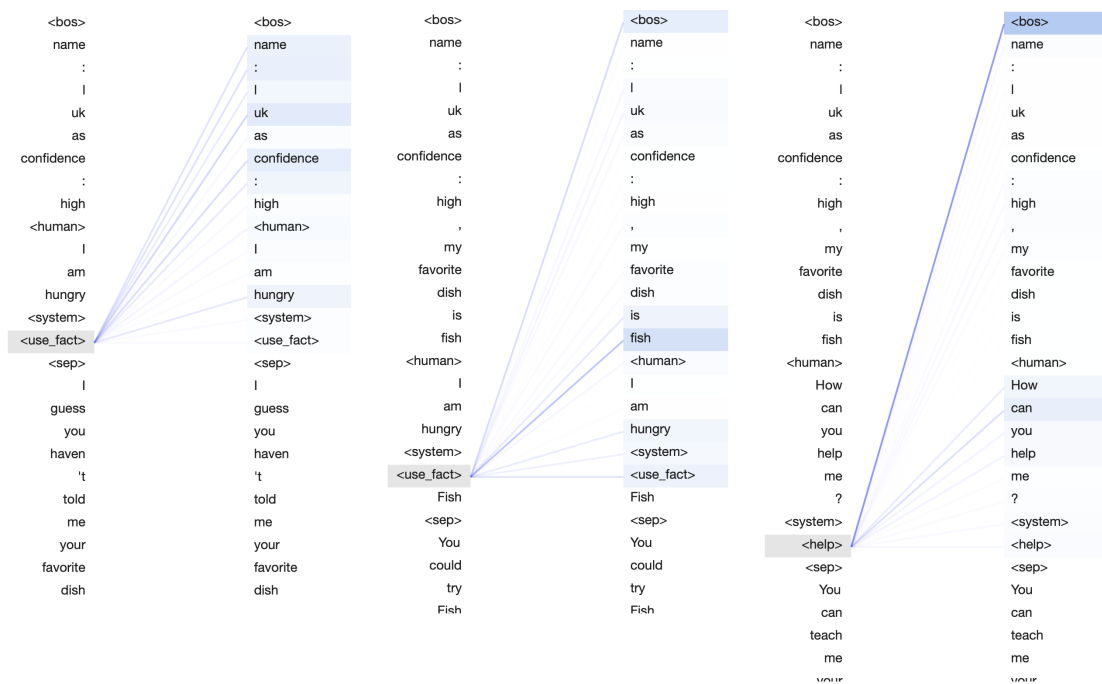 <bos> <bos>
name name
: :
l l
uk uk
as as
confidence confidence
: :
high high
<human> <human>
I I
am am
hungry hungry
<system> <system>
<use_fact> <use_fact>
<sep> <sep>
I I
guess guess
you you
haven haven
't 't
told told
me me
your your
favorite favorite
dish dish
<bos> <bos>
name name
: :
l l
uk uk
as as
confidence confidence
: :
high high
, ,
my my
favorite favorite
dish dish
is is
fish fish
<human> <human>
I I
am am
hungry hungry
<system> <system>
<use_fact> <use_fact>
Fish Fish
<sep> <sep>
You You
could could
try try
Fish Fish
<bos> <bos>
name name
: :
l l
uk uk
as as
confidence confidence
: :
high high
, ,
my my
favorite favorite
dish dish
is is
fish fish
<human> <human>
How How
can can
you you
help help
me me
? ?
<system> <system>
<help> <help>
<sep> <sep>
You You
can can
teach teach
me me
your your